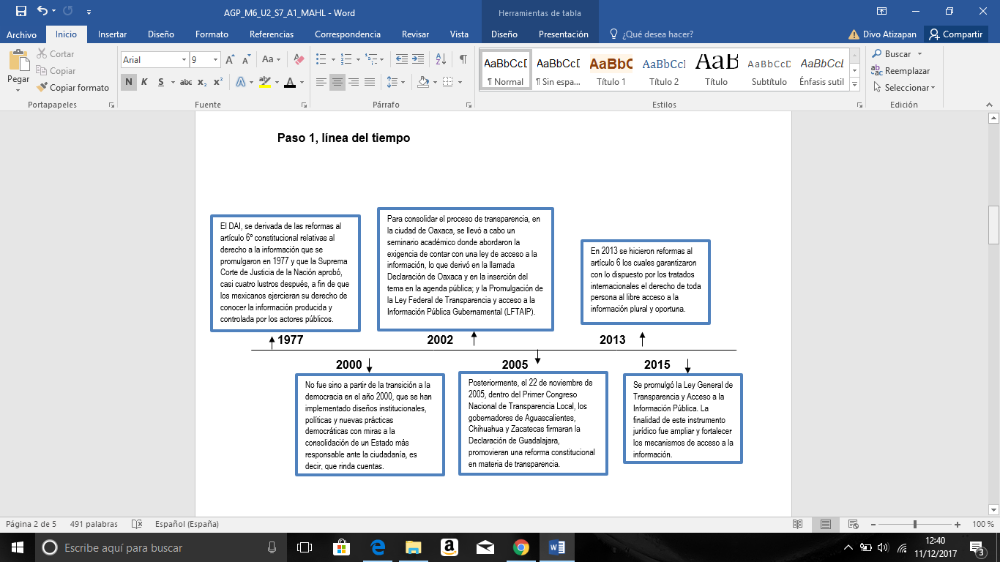 AGP_M6_U2_S7_A1_MAHL - Word
Herramientas de tabla
Archivo Inicio Insertar Diseño Formato Referencias Correspondencia Revisar Vista Diseño Presentación ¿Qué desea hacer? Divo Atizapan Compartir
Pegar
Cortar
Copiar
Copiar formato
Portapapeles
Arial 9
Aa
N K S abc x₂ x²
A A
Fuente
Párrafo
AaBbCcD AaBbCcD AaBbC AaBbCcI AaB AaBbCcD AaBbCcL
¶ Normal ¶ Sin espa... Título 1 Título 2 Título Subtítulo Énfasis sutil
Estilos
Buscar
Reemplazar
Seleccionar
Edición
Paso 1, línea del tiempo
El DAI, se derivada de las reformas al
artículo 6º constitucional relativas al
derecho a la información que se
promulgaron en 1977 y que la Suprema
Corte de Justicia de la Nación aprobó,
casi cuatro lustros después, a fin de que
los mexicanos ejercieran su derecho de
conocer la información producida y
controlada por los actores públicos.
Para consolidar el proceso de transparencia, en
la ciudad de Oaxaca, se llevó a cabo un
seminario académico donde abordaron la
exigencia de contar con una ley de acceso a la
información, lo que derivó en la llamada
Declaración de Oaxaca y en la inserción del
tema en la agenda pública; y la Promulgación de
la Ley Federal de Transparencia y acceso a la
Información Pública Gubernamental (LFTAIP).
En 2013 se hicieron reformas al
artículo 6 los cuales garantizaron
con lo dispuesto por los tratados
internacionales el derecho de toda
persona al libre acceso a la
información plural y oportuna.
1977 2002 2013
2000 2005 2015
No fue sino a partir de la transición a la
democracia en el año 2000, que se han
implementado diseños institucionales,
políticas y nuevas prácticas
democráticas con miras a la
consolidación de un Estado más
responsable ante la ciudadanía, es
decir, que rinda cuentas.
Posteriormente, el 22 de noviembre de
2005, dentro del Primer Congreso
Nacional de Transparencia Local, los
gobernadores de Aguascalientes,
Chihuahua y Zacatecas firmaran la
Declaración de Guadalajara,
promovieran una reforma constitucional
en materia de transparencia.
Se promulgó la Ley General de
Transparencia y Acceso a la
Información Pública. La
finalidad de este instrumento
jurídico fue ampliar y fortalecer
los mecanismos de acceso a la
información.
Página 2 de 5 491 palabras Español (España) 100 %
Escribe aquí para buscar
12:40
11/12/2017
3